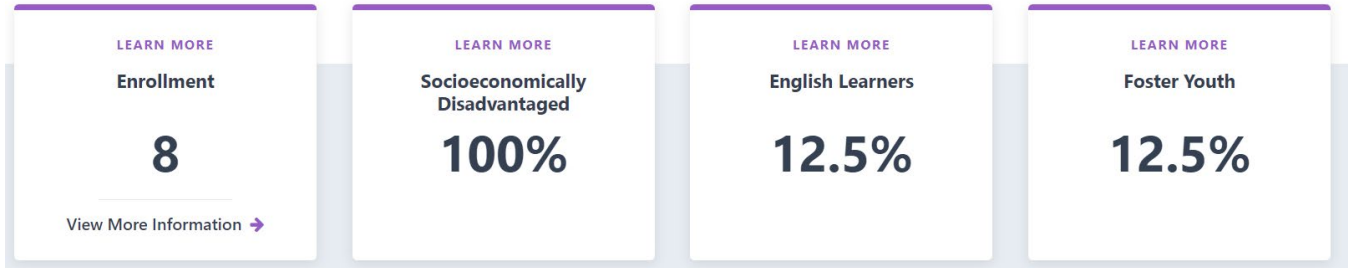 LEARN MORE
Enrollment
8
View More Information
LEARN MORE
Socioeconomically
Disadvantaged
100%
LEARN MORE
English Learners
12.5%
LEARN MORE
Foster Youth
12.5%